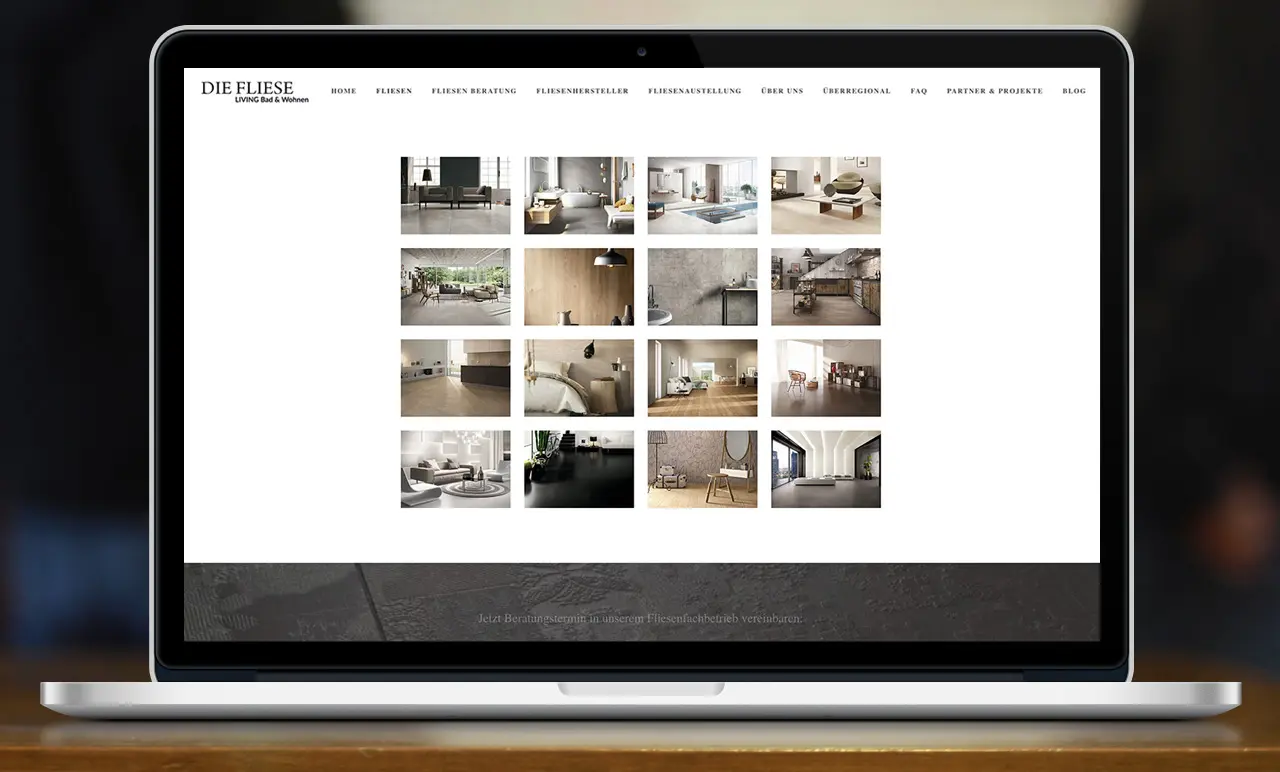 DIE FLIESE
LIVING Bad & Wohnen
HOME FLIESEN FLIESEN BERATUNG FLIESENHERSTELLER FLIESENAUSTELLUNG ÜBER UNS ÜBERREGIONAL FAQ PARTNER & PROJEKTE BLOG
Jetzt Beratungstermin in unserem Fliesenfachbetrieb vereinbaren: